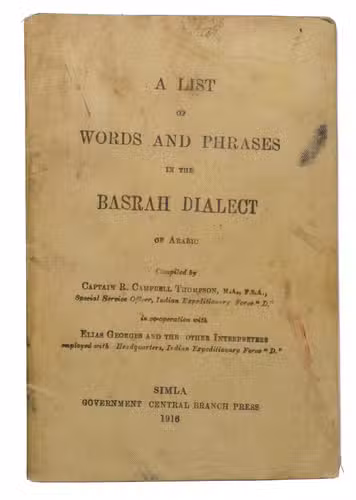 A LIST
OF
WORDS AND PHRASES
IN THE
BASRAH DIALECT
OF ARABIC
Compiled by
CAPTAIN R. CAMPBELL THOMPSON, M.A., F.S.A.,
Special Service Officer, Indian Expeditionary Force "D."
in co-operation with
ELIAS GEORGES AND THE OTHER INTERPRETERS
employed with Headquarters, Indian Expeditionary Force "D."
SIMLA
GOVERNMENT CENTRAL BRANCH PRESS
1916